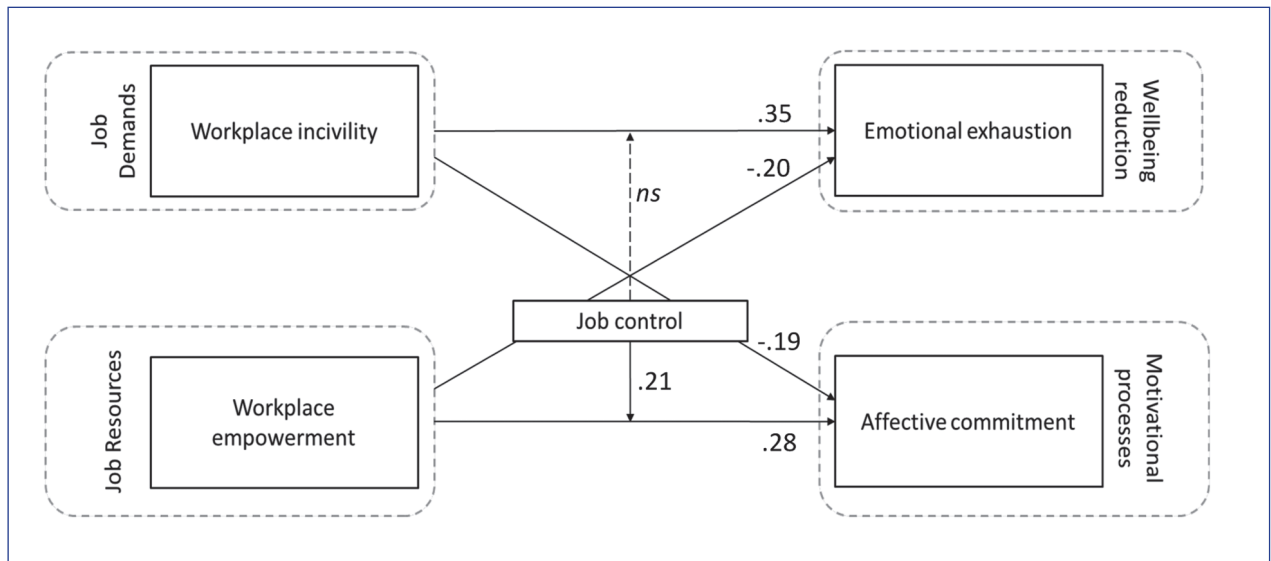 Job
Demands
Workplace incivility
.35
Emotional exhaustion
Wellbeing
reduction
-.20
ns
Job control
-.19
.21
Job Resources
Workplace
empowerment
.28
Affective commitment
Motivational
processes